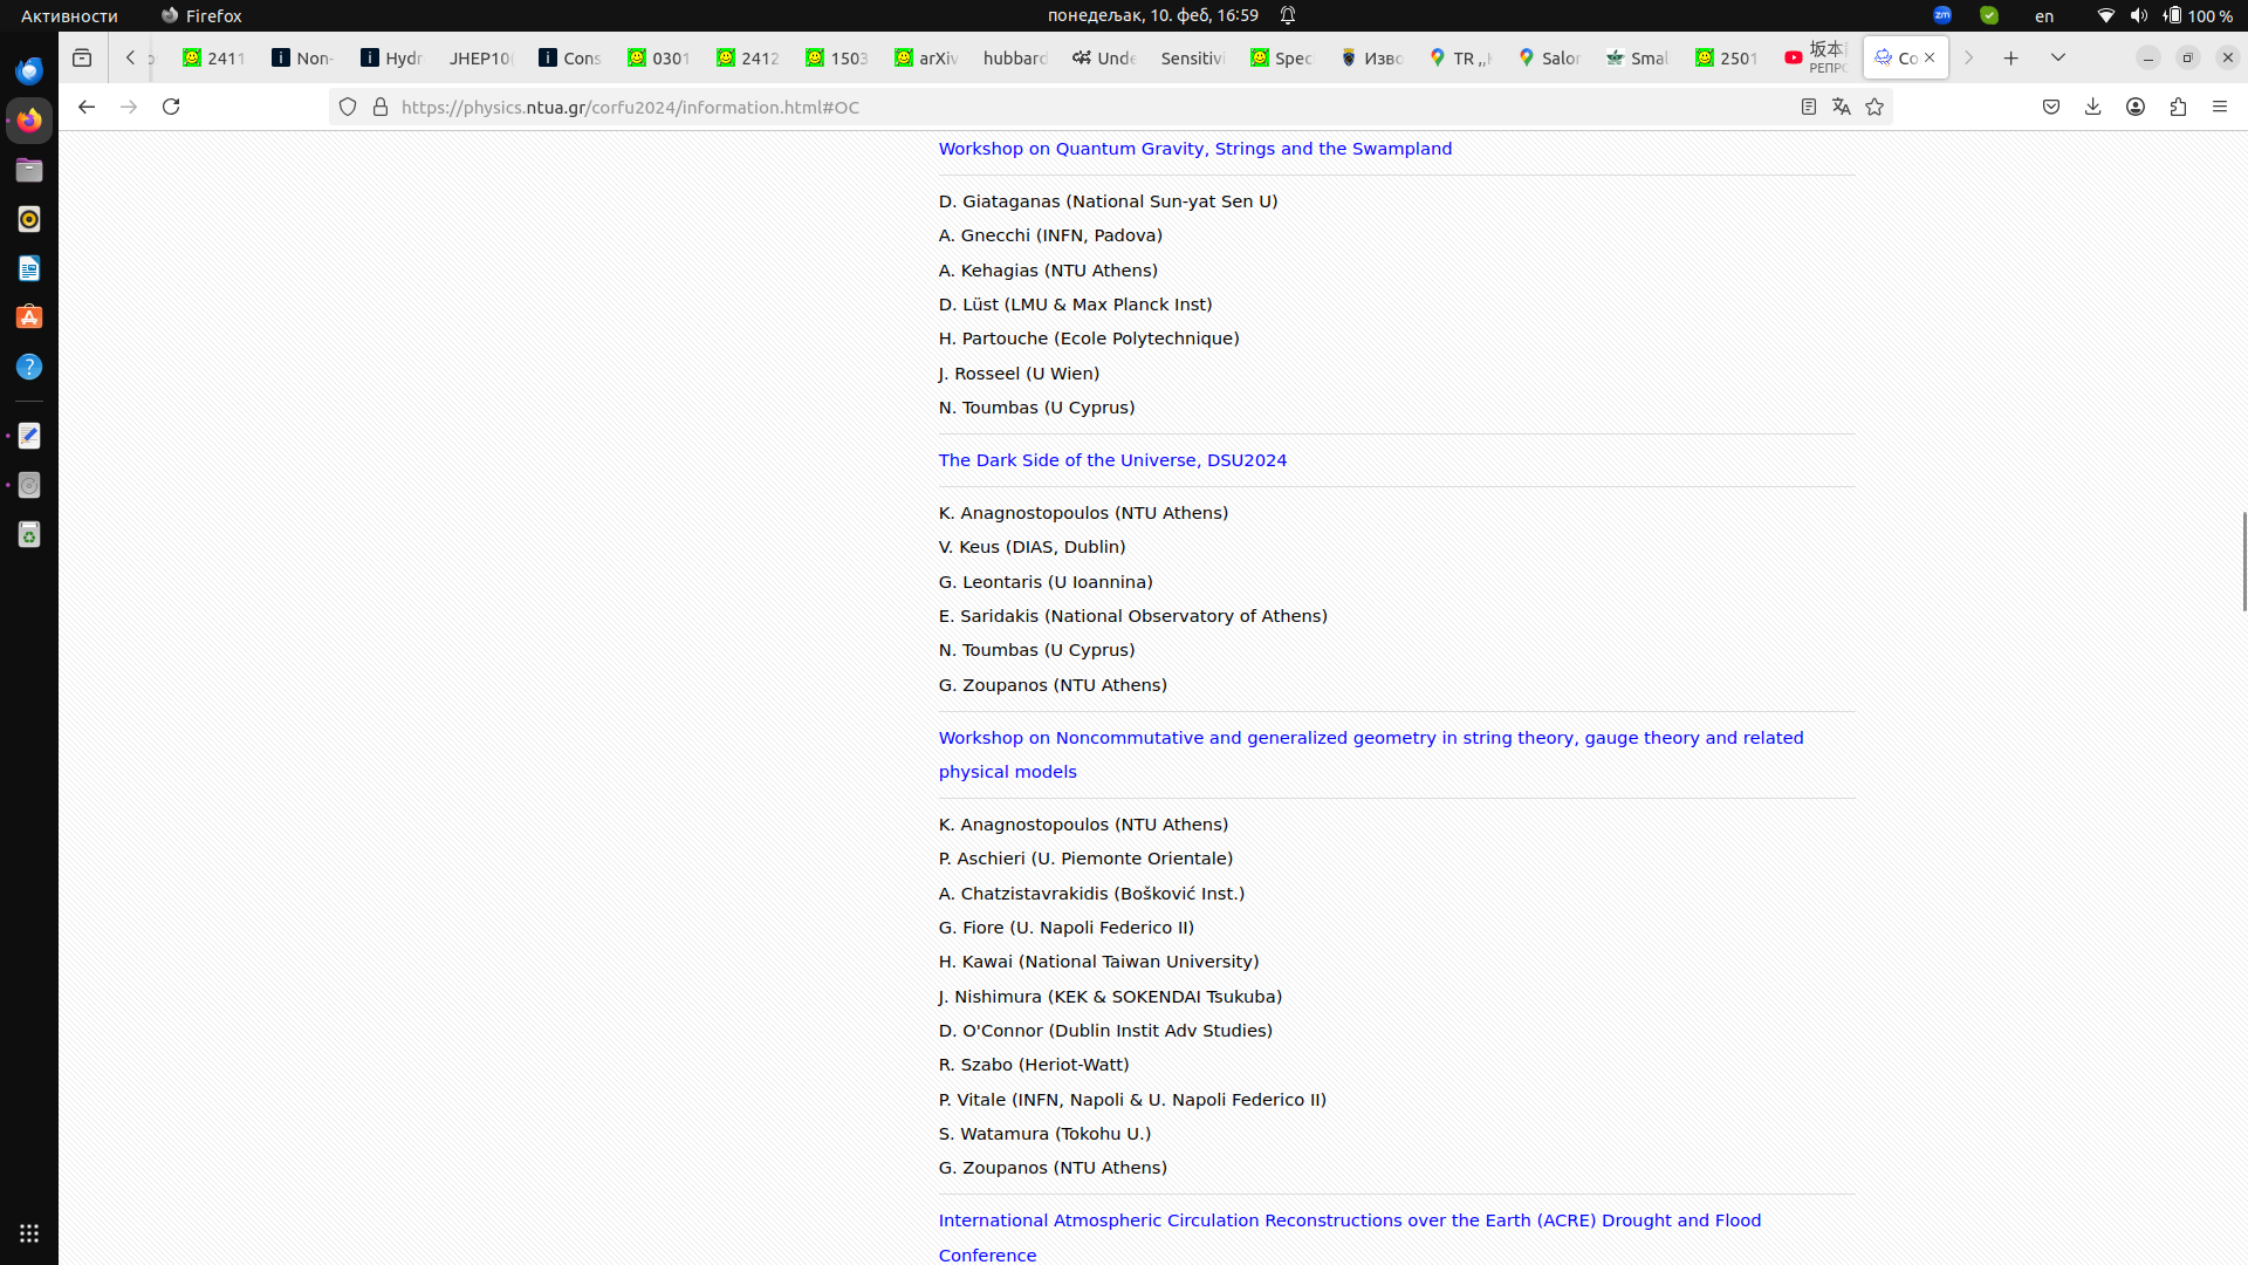 Активности
Firefox
понедељак, 10. феб, 16:59
zm
en
100 %
2411
Non-
Hydr
JHEP10
Cons
0301
2412
1503
arXiv
hubbard
Unde
Sensitivi
Spec
Изво
TR „
Salor
Smal
2501
坂本
РЕПРО
Co
https://physics.ntua.gr/corfu2024/information.html#OC
Workshop on Quantum Gravity, Strings and the Swampland
D. Giataganas (National Sun-yat Sen U)
A. Gnecchi (INFN, Padova)
A. Kehagias (NTU Athens)
D. Lüst (LMU & Max Planck Inst)
H. Partouche (Ecole Polytechnique)
J. Rosseel (U Wien)
N. Toumbas (U Cyprus)
The Dark Side of the Universe, DSU2024
K. Anagnostopoulos (NTU Athens)
V. Keus (DIAS, Dublin)
G. Leontaris (U Ioannina)
E. Saridakis (National Observatory of Athens)
N. Toumbas (U Cyprus)
G. Zoupanos (NTU Athens)
Workshop on Noncommutative and generalized geometry in string theory, gauge theory and related
physical models
K. Anagnostopoulos (NTU Athens)
P. Aschieri (U. Piemonte Orientale)
A. Chatzistavrakidis (Bošković Inst.)
G. Fiore (U. Napoli Federico II)
H. Kawai (National Taiwan University)
J. Nishimura (KEK & SOKENDAI Tsukuba)
D. O'Connor (Dublin Instit Adv Studies)
R. Szabo (Heriot-Watt)
P. Vitale (INFN, Napoli & U. Napoli Federico II)
S. Watamura (Tokohu U.)
G. Zoupanos (NTU Athens)
International Atmospheric Circulation Reconstructions over the Earth (ACRE) Drought and Flood
Conference